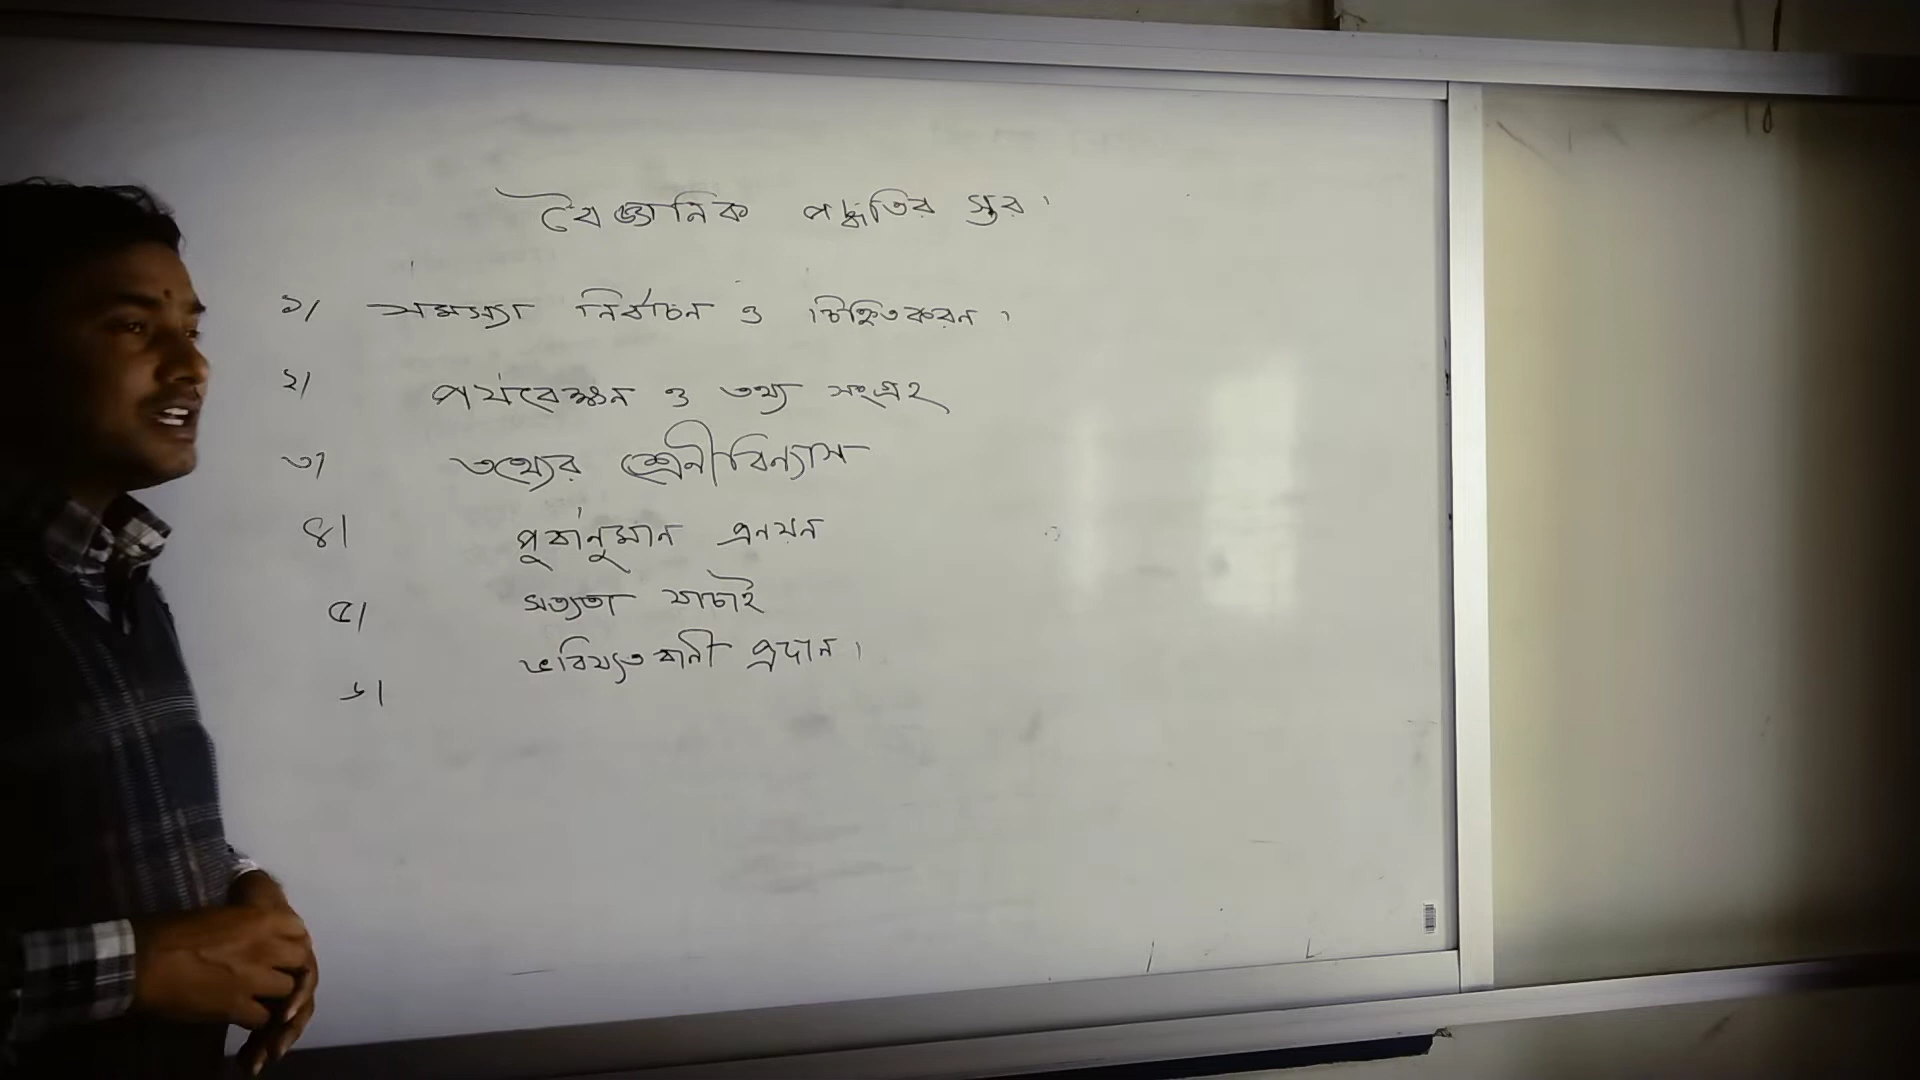 বৈজ্ঞানিক পদ্ধতির স্তর।
১/ সমস্যা নির্বাচন ও চিহ্নিতকরন।
২/ পর্যবেক্ষন ও তথ্য সংগ্রহ
৩/ তথ্যের শ্রেনীবিন্যাস
৪/ পূর্বানুমান প্রনয়ন
৫/ সত্যতা যাচাই
৬/ ভবিষ্যত বানী প্রদান।